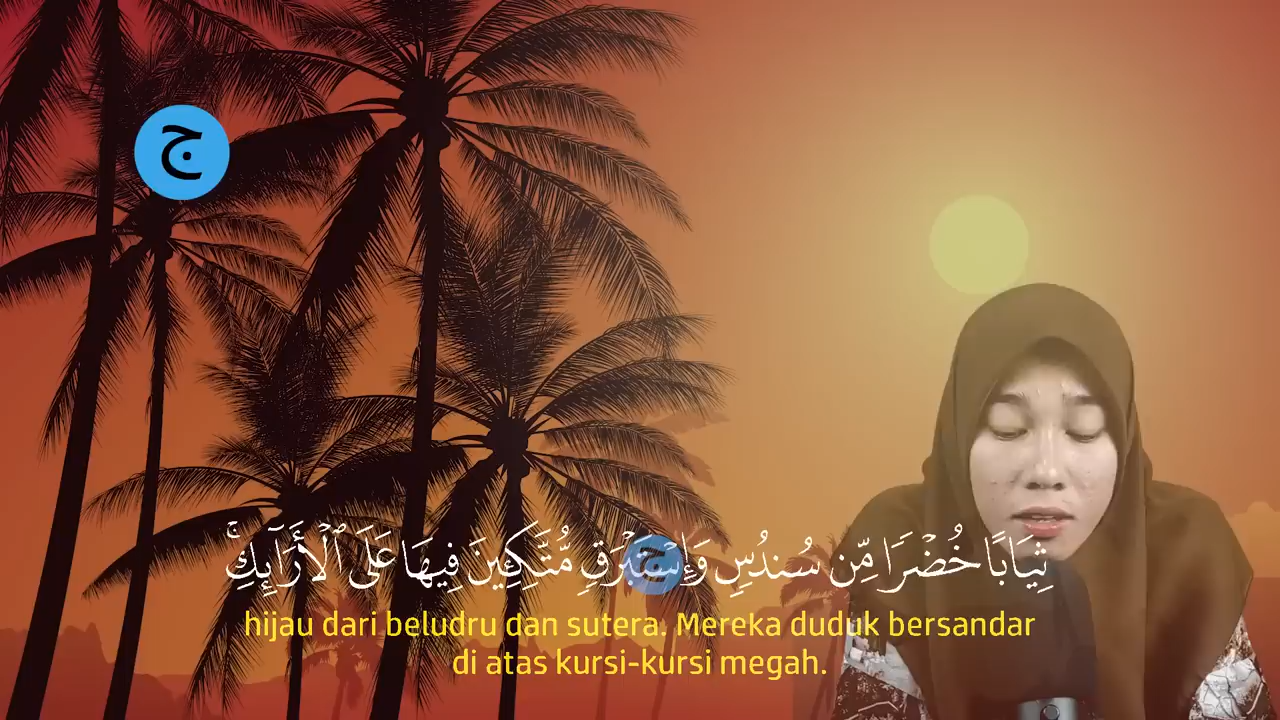 ج
ثِيَابًا خُضْرًا مِّن سُندُسٍ وَإِسْتَبْرَقٍ مُّتَّكِـِٔينَ فِيهَا عَلَى ٱلْأَرَآئِكِ ۚ
ج
hijau dari beludru dan sutera. Mereka duduk bersandar
di atas kursi-kursi megah.